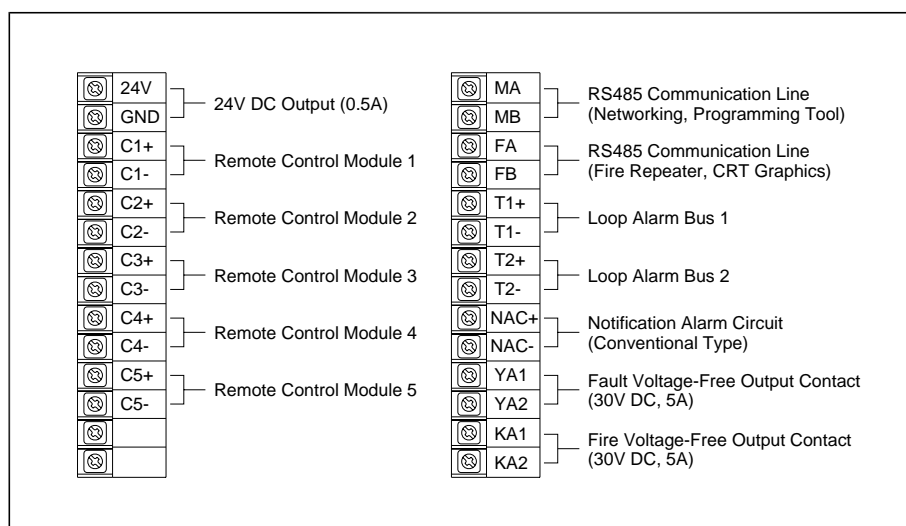 24V
GND
24V DC Output (0.5A)
C1+
C1-
Remote Control Module 1
C2+
C2-
Remote Control Module 2
C3+
C3-
Remote Control Module 3
C4+
C4-
Remote Control Module 4
C5+
C5-
Remote Control Module 5
MA
MB
RS485 Communication Line
(Networking, Programming Tool)
FA
FB
RS485 Communication Line
(Fire Repeater, CRT Graphics)
T1+
T1-
Loop Alarm Bus 1
T2+
T2-
Loop Alarm Bus 2
NAC+
NAC-
Notification Alarm Circuit
(Conventional Type)
YA1
YA2
Fault Voltage-Free Output Contact
(30V DC, 5A)
KA1
KA2
Fire Voltage-Free Output Contact
(30V DC, 5A)